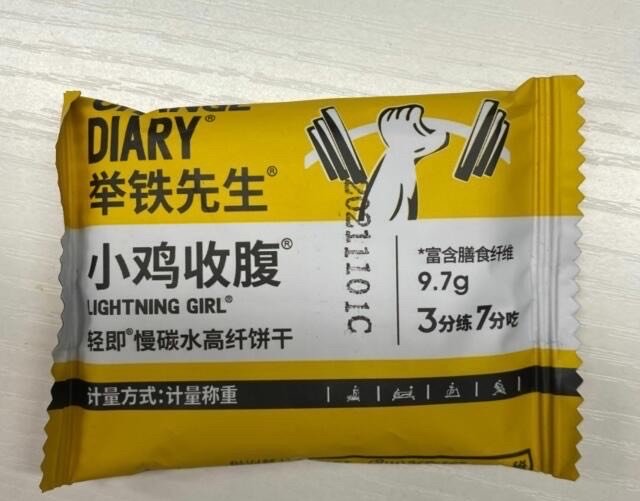 DIARY®
举铁先生®
小鸡收腹®
LIGHTNING GIRL®
轻即®慢碳水高纤饼干
计量方式:计量称重
20211101C
*富含膳食纤维
9.7g
3分练7分吃